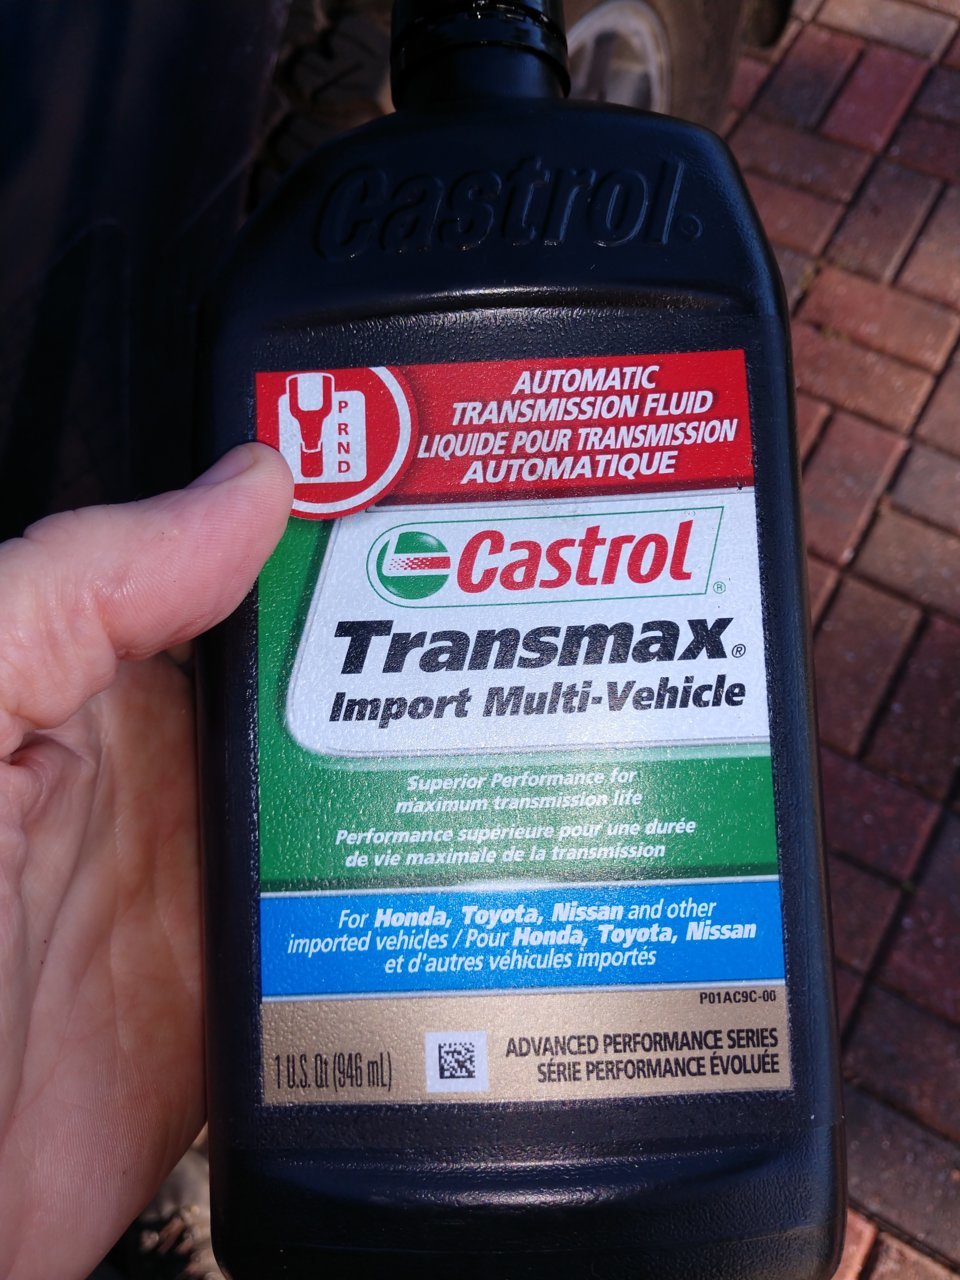 Castrol
P
R
N
D
AUTOMATIC
TRANSMISSION FLUID
LIQUIDE POUR TRANSMISSION
AUTOMATIQUE
Castrol®
Transmax®
Import Multi-Vehicle
Superior Performance for
maximum transmission life
Performance supérieure pour une durée
de vie maximale de la transmission
For Honda, Toyota, Nissan and other
imported vehicles / Pour Honda, Toyota, Nissan
et d'autres véhicules importés
P01AC9C-00
1 U.S. Qt (946 mL)
ADVANCED PERFORMANCE SERIES
SÉRIE PERFORMANCE ÉVOLUÉE